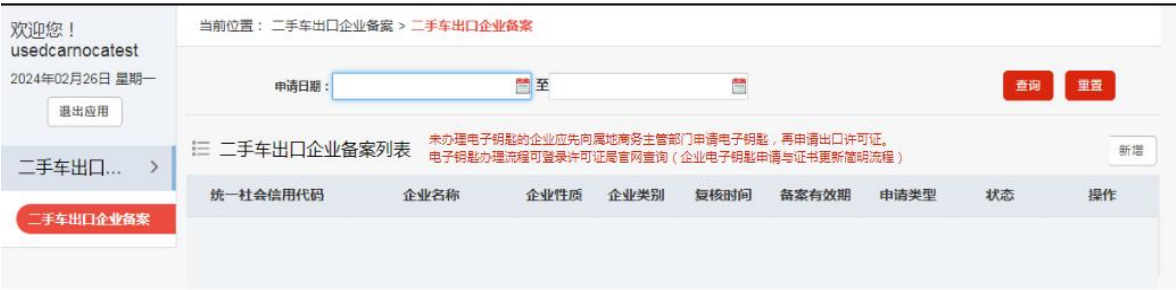 欢迎您！
usedcarnocatest
2024年02月26日 星期一
退出应用
二手车出口...
二手车出口企业备案
当前位置： 二手车出口企业备案 > 二手车出口企业备案
申请日期： 至 查询 重置
二手车出口企业备案列表
未办理电子钥匙的企业应先向属地商务主管部门申请电子钥匙，再申请出口许可证。
电子钥匙办理流程可登录许可证局官网查询（企业电子钥匙申请与证书更新简明流程）
新增
统一社会信用代码 企业名称 企业性质 企业类别 复核时间 备案有效期 申请类型 状态 操作